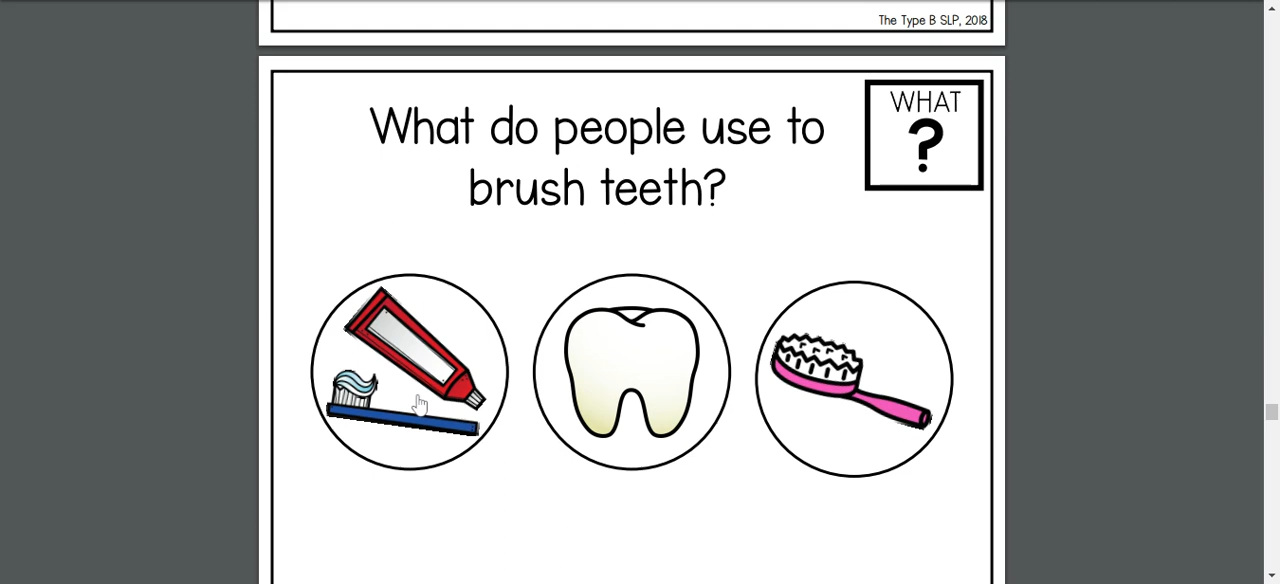 The Type B SLP, 2018
WHAT
?
What do people use to
brush teeth?